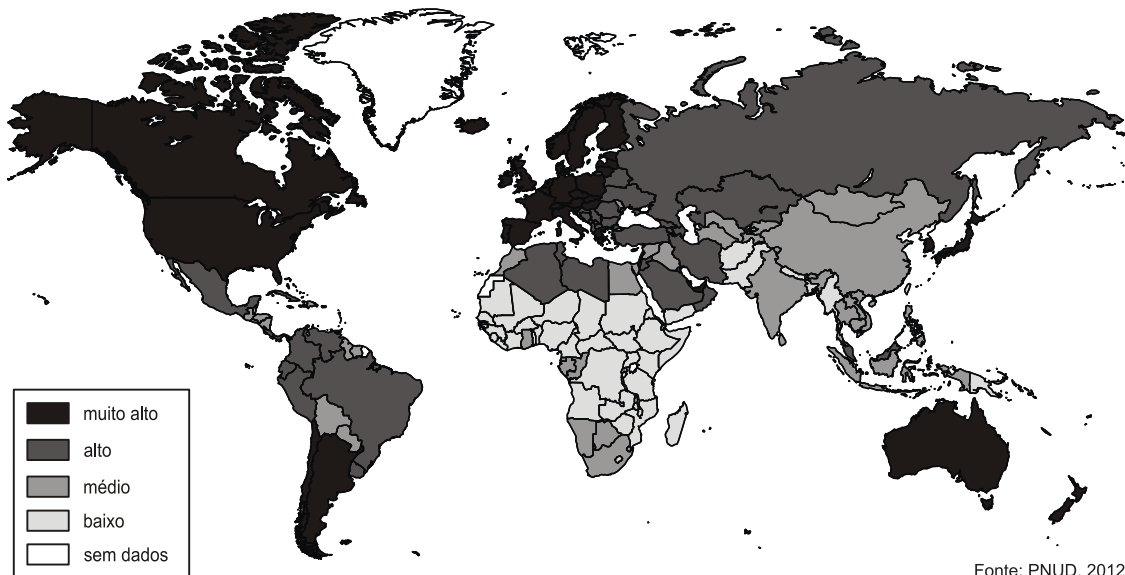 muito alto
alto
médio
baixo
sem dados
Fonte: PNUD, 2012